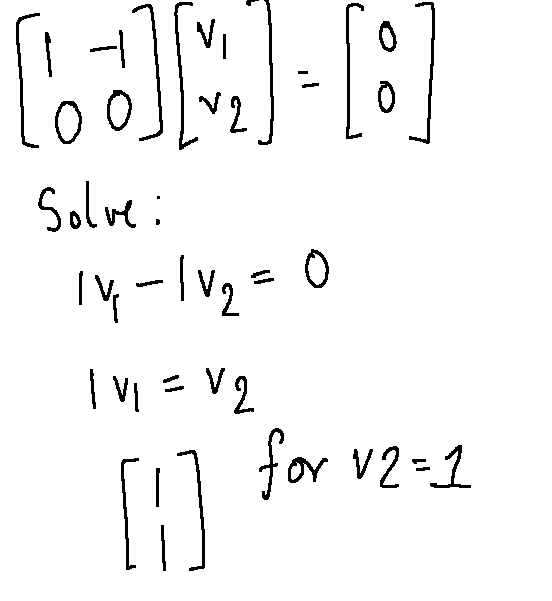 [1 -1; 0 0] [v1; v2] = [0; 0]
Solve:
1v1 - 1v2 = 0
1v1 = v2
[1; 1] for v2=1